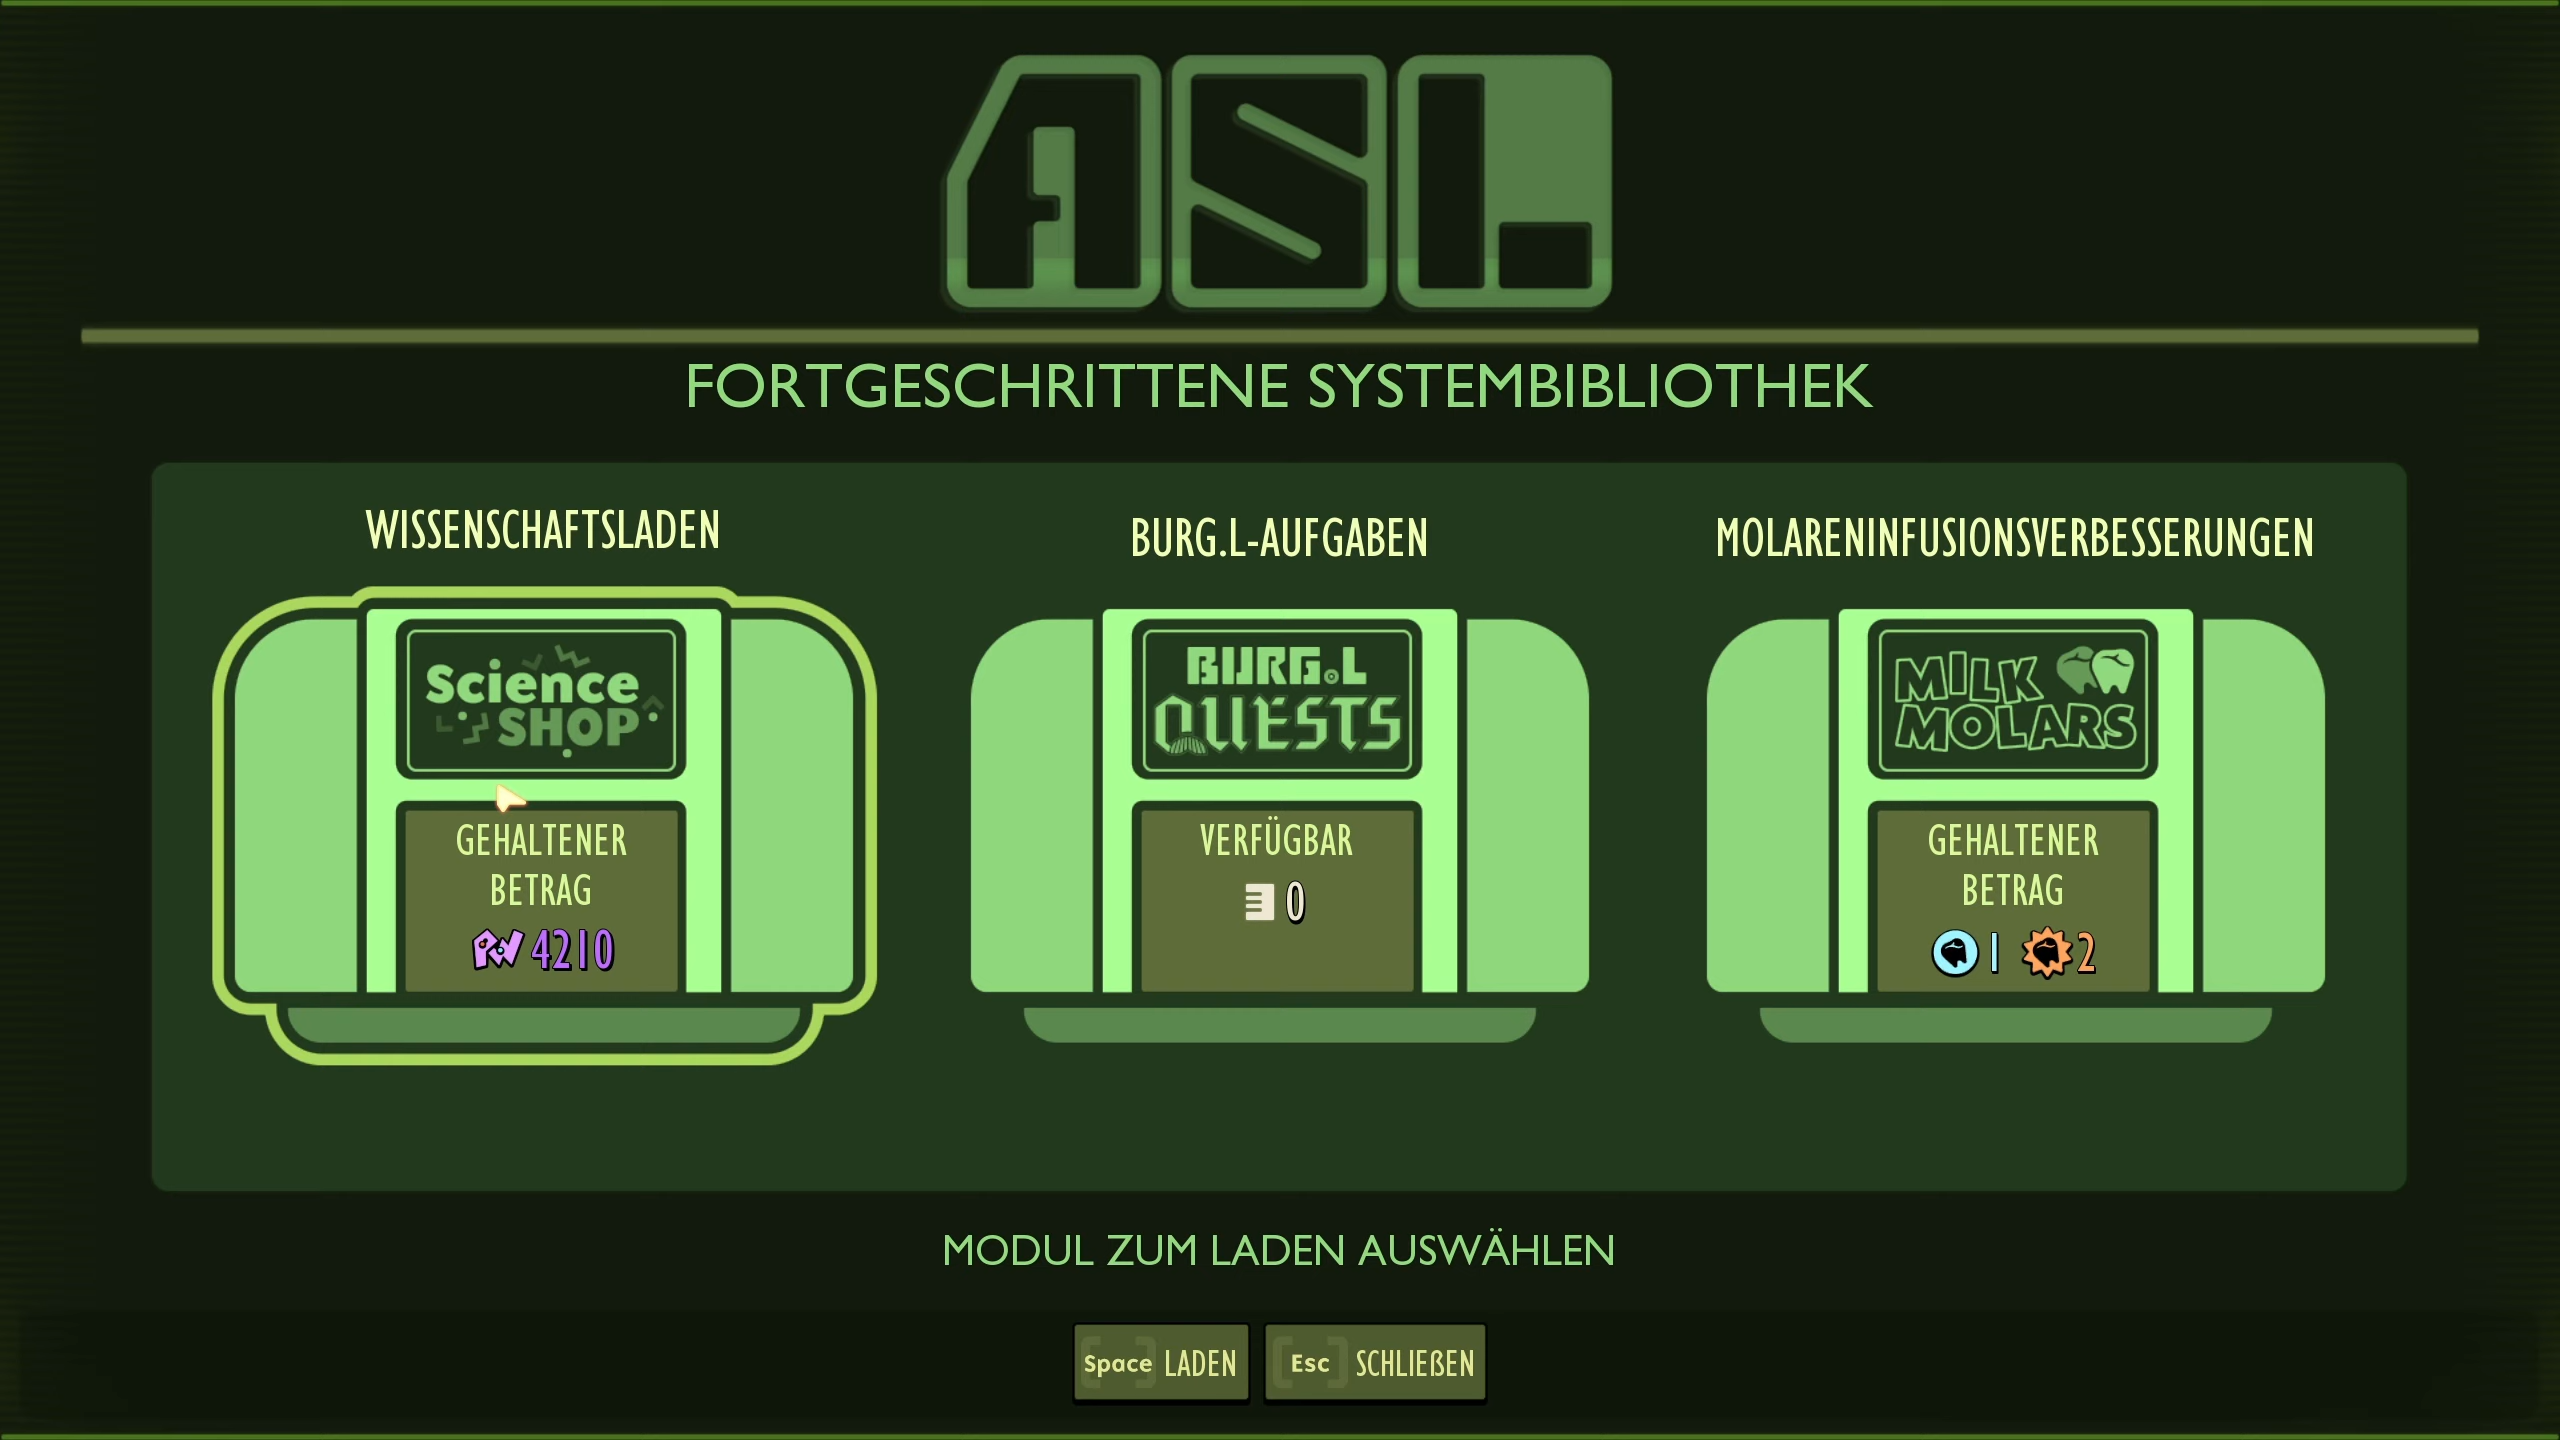 ASL
FORTGESCHRITTENE SYSTEMBIBLIOTHEK
WISSENSCHAFTSLADEN
Science
SHOP
GEHALTENER
BETRAG
4210
BURG.L-AUFGABEN
BURG.L
QUESTS
VERFÜGBAR
0
MOLARENINFUSIONSVERBESSERUNGEN
MILK
MOLARS
GEHALTENER
BETRAG
1 2
MODUL ZUM LADEN AUSWÄHLEN
Space LADEN Esc SCHLIEßEN